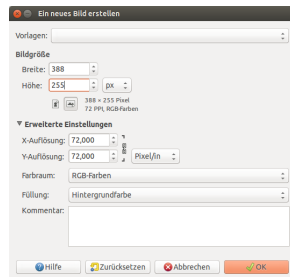 Ein neues Bild erstellen
Vorlagen:
Bildgröße
Breite: 388
Höhe: 255 px
388 × 255 Pixel
72 PPI, RGB-Farben
Erweiterte Einstellungen
X-Auflösung: 72,000
Y-Auflösung: 72,000 Pixel/in
Farbraum: RGB-Farben
Füllung: Hintergrundfarbe
Kommentar:
Hilfe Zurücksetzen Abbrechen OK